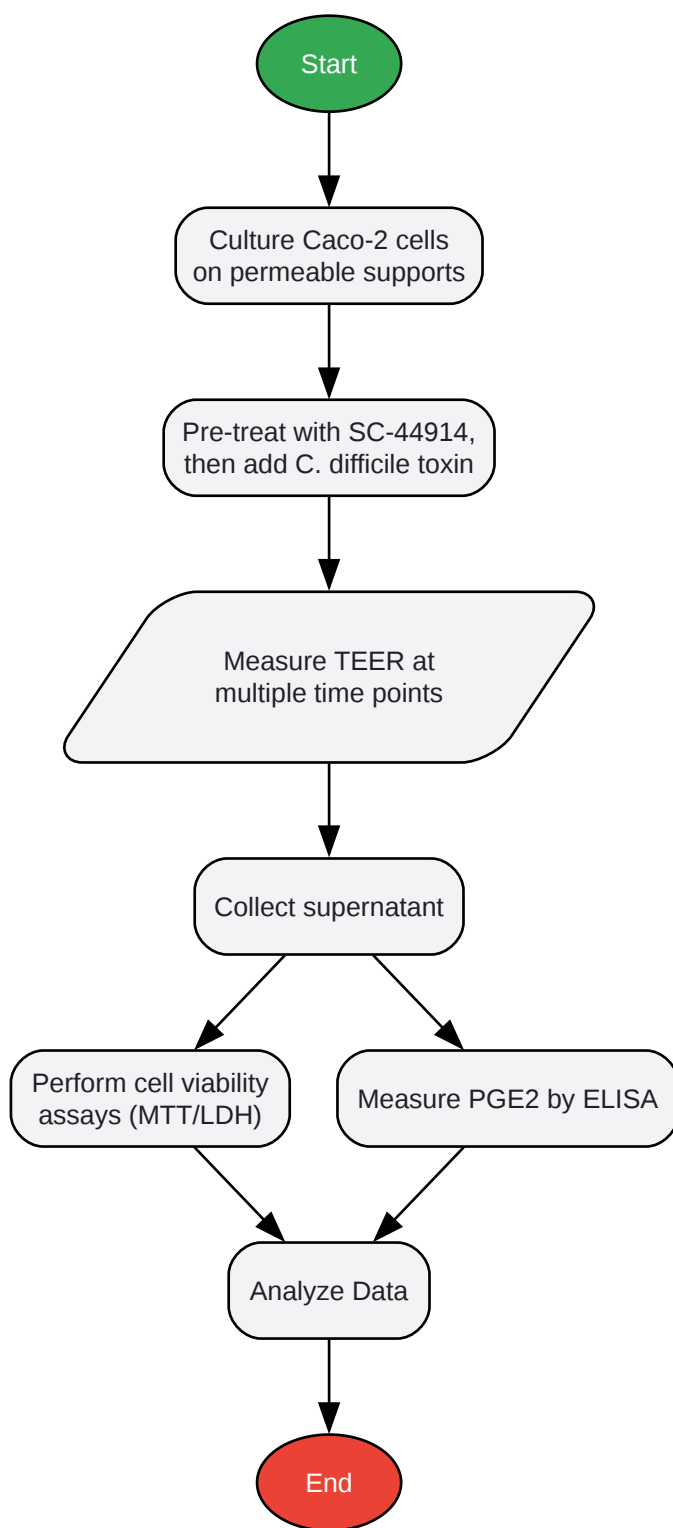 Start
Culture Caco-2 cells
on permeable supports
Pre-treat with SC-44914,
then add C. difficile toxin
Measure TEER at
multiple time points
Collect supernatant
Perform cell viability
assays (MTT/LDH)
Measure PGE2 by ELISA
Analyze Data
End